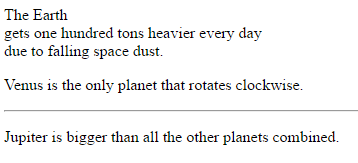 The Earth
gets one hundred tons heavier every day
due to falling space dust.
Venus is the only planet that rotates clockwise.
Jupiter is bigger than all the other planets combined.